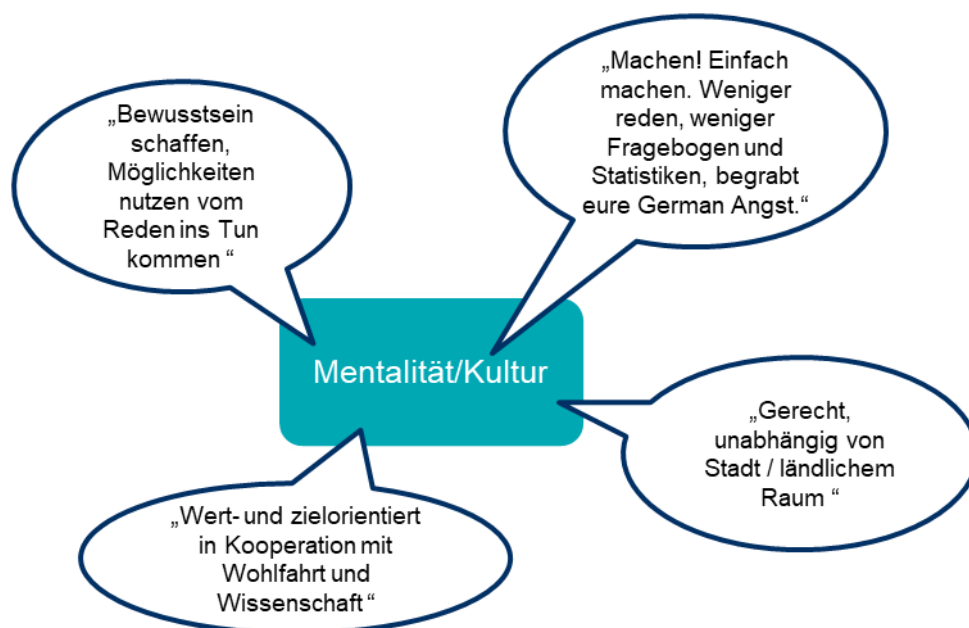 „Bewusstsein
schaffen,
Möglichkeiten
nutzen vom
Reden ins Tun
kommen “
„Machen! Einfach
machen. Weniger
reden, weniger
Fragebogen und
Statistiken, begrabt
eure German Angst.“
Mentalität/Kultur
„Gerecht,
unabhängig von
Stadt / ländlichem
Raum “
„Wert- und zielorientiert
in Kooperation mit
Wohlfahrt und
Wissenschaft “